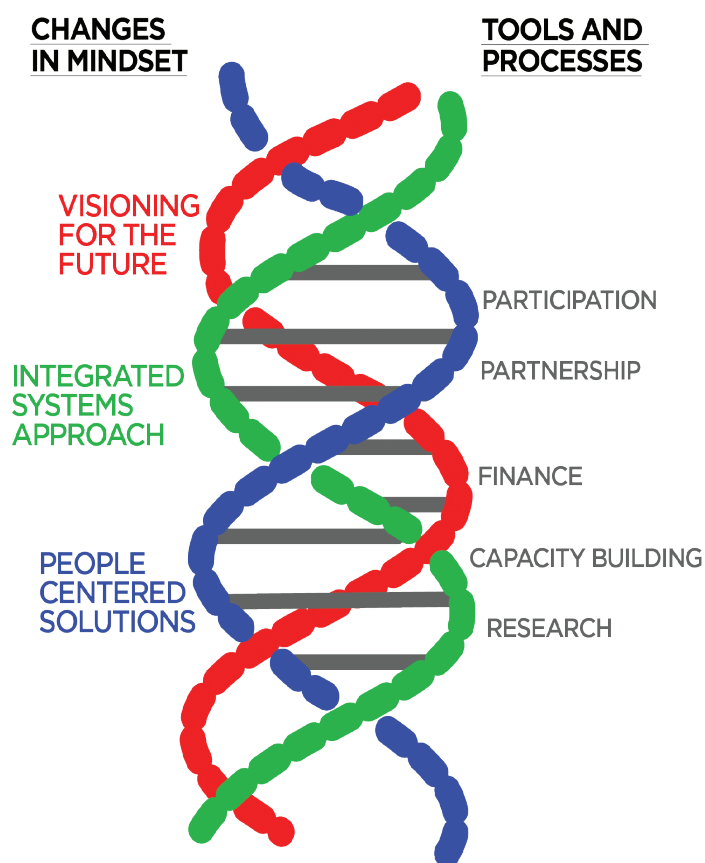 CHANGES
IN MINDSET
TOOLS AND
PROCESSES
VISIONING
FOR THE
FUTURE
INTEGRATED
SYSTEMS
APPROACH
PEOPLE
CENTERED
SOLUTIONS
PARTICIPATION
PARTNERSHIP
FINANCE
CAPACITY BUILDING
RESEARCH